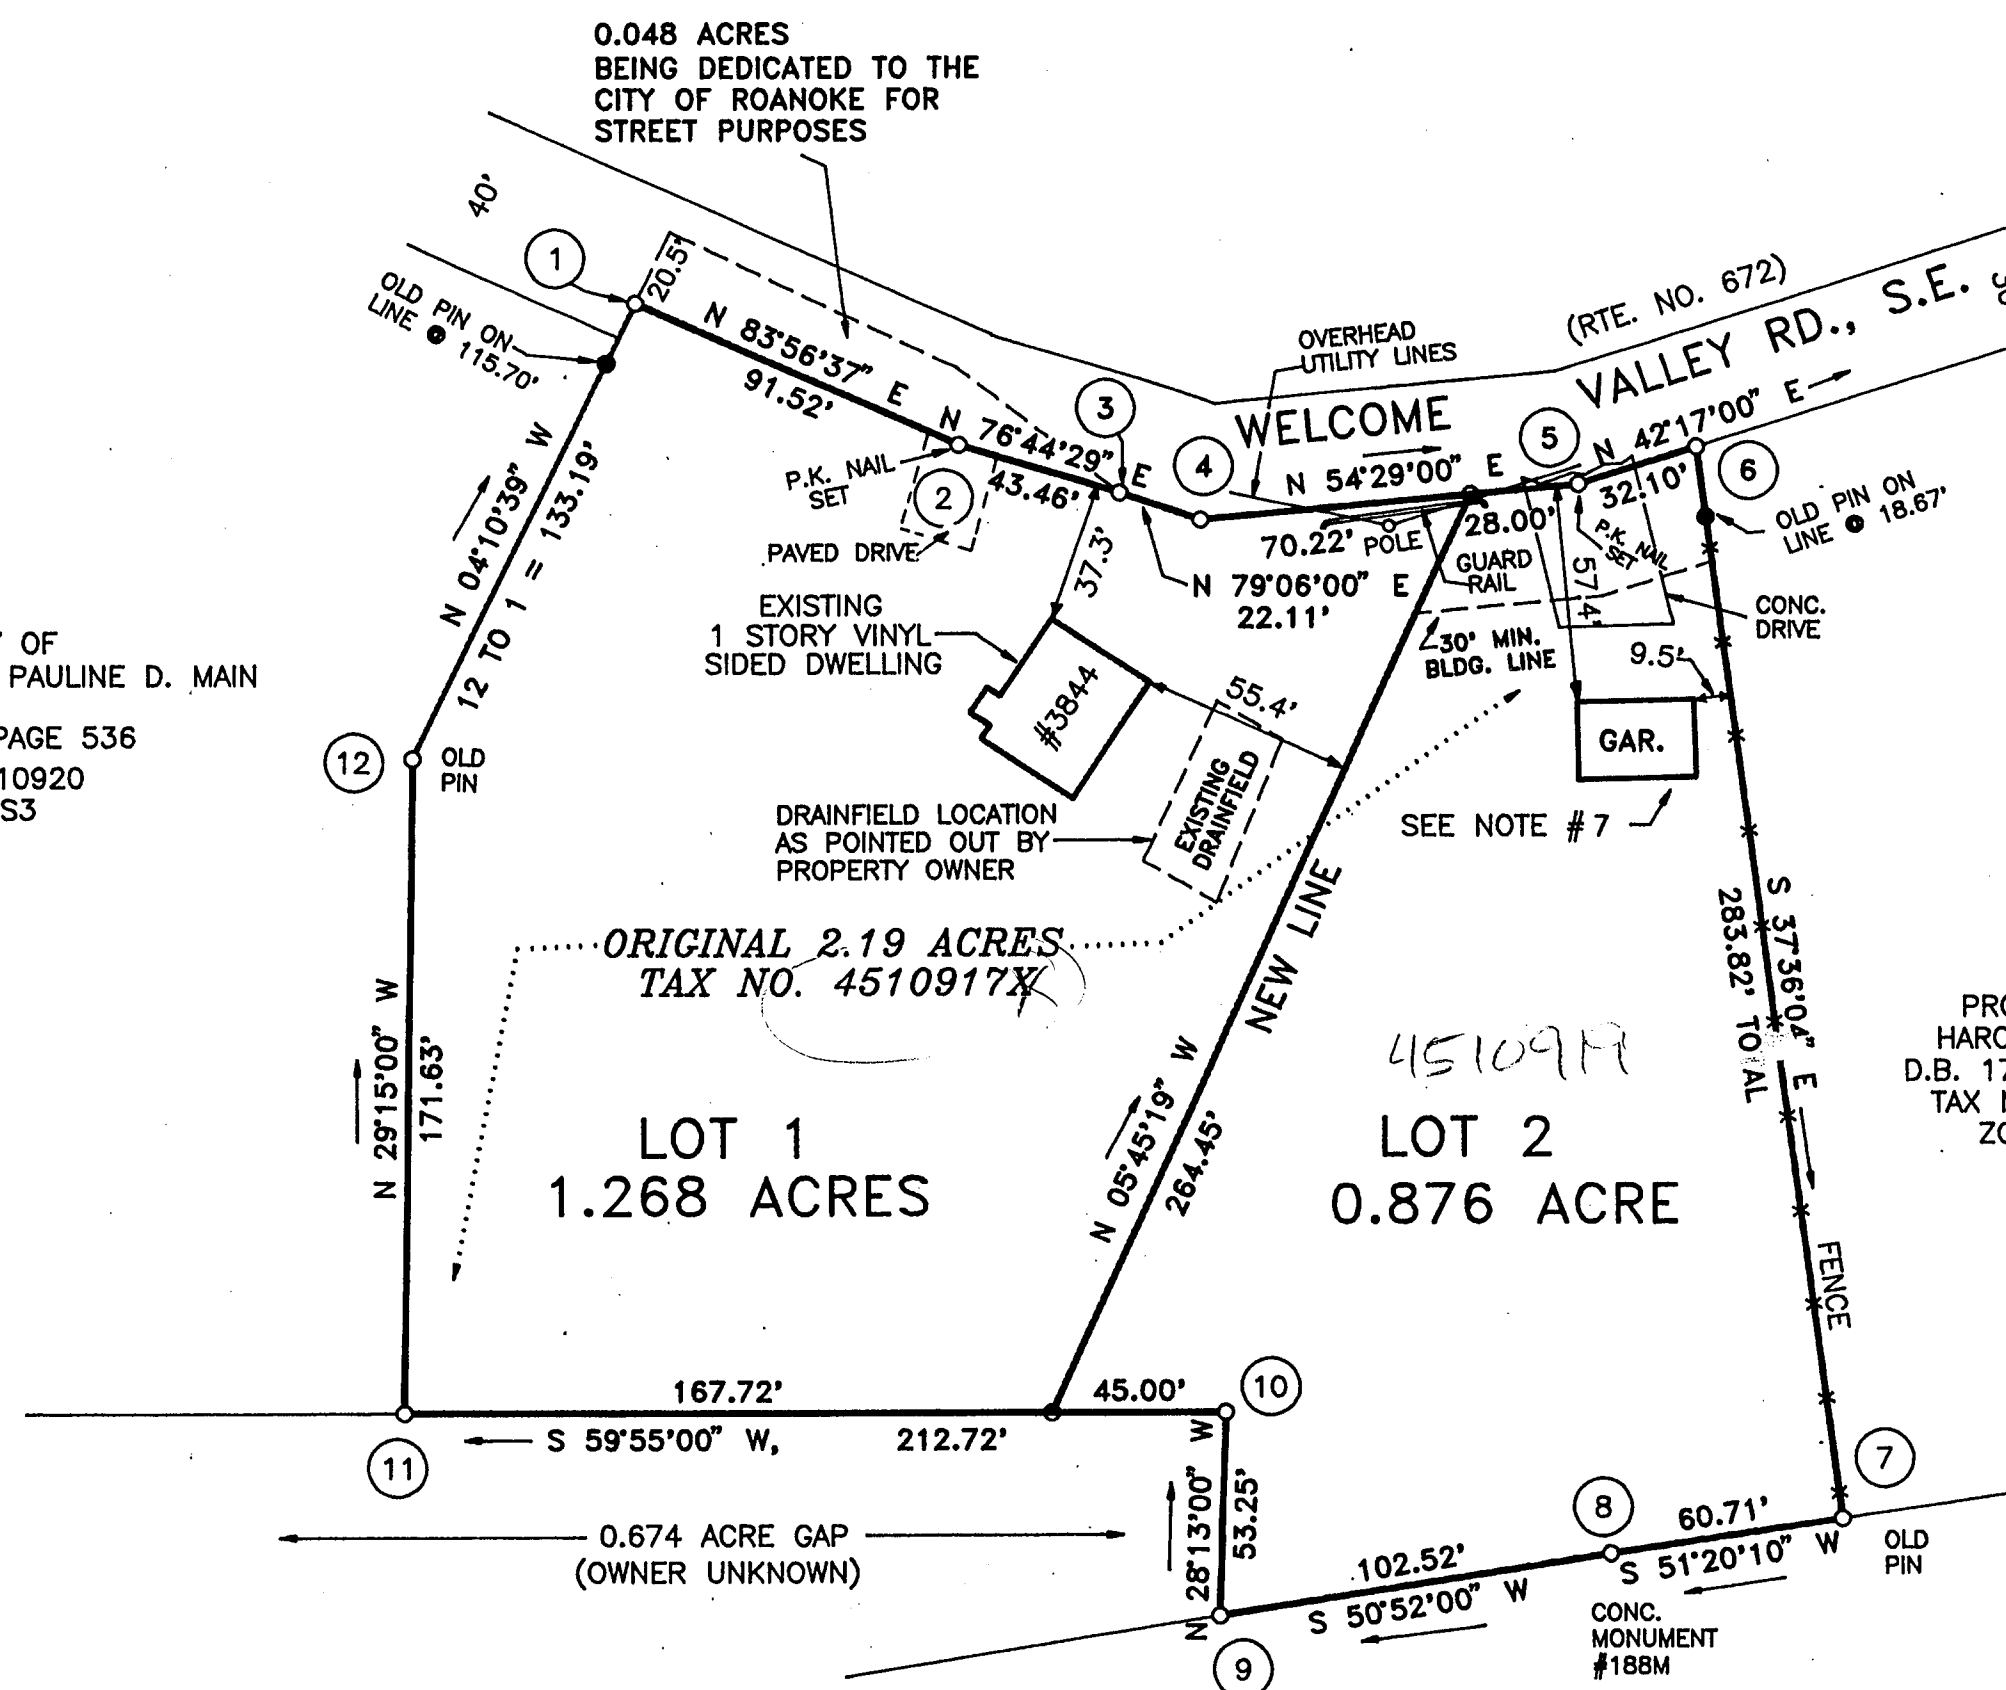 0.048 ACRES
BEING DEDICATED TO THE
CITY OF ROANOKE FOR
STREET PURPOSES
40'
1
20.5'
OLD PIN ON
LINE @ 115.70'
N 83°56'37" E
91.52'
N 76°44'29" E
43.46'
3
P.K. NAIL
SET
2
PAVED DRIVE
4
OVERHEAD
UTILITY LINES
(RTE. NO. 672)
WELCOME VALLEY RD., S.E.
N 54°29'00" E
70.22'
28.00'
5
N 42°17'00" E
32.10'
6
OLD PIN ON
LINE @ 18.67'
P.K. NAIL
SET
POLE
GUARD
RAIL
N 79°06'00" E
22.11'
37.3'
57.4'
CONC.
DRIVE
30' MIN.
BLDG. LINE
9.5'
GAR.
SEE NOTE #7
EXISTING
1 STORY VINYL
SIDED DWELLING
#3844
55.4'
EXISTING
DRAINFIELD
DRAINFIELD LOCATION
AS POINTED OUT BY
PROPERTY OWNER
N 04°10'39" W
12 TO 1 = 133.19'
OF
PAULINE D. MAIN
PAGE 536
10920
S3
12
OLD
PIN
ORIGINAL 2.19 ACRES
TAX NO. 4510917X
NEW LINE
N 05°45'19" W
264.45'
S 37°36'04" E
283.82' TOTAL
FENCE
N 29°15'00" W
171.63'
LOT 1
1.268 ACRES
4510919
LOT 2
0.876 ACRE
HARO
D.B. 17
TAX
167.72'
45.00'
10
S 59°55'00" W, 212.72'
11
N 28°13'00" W
53.25'
0.674 ACRE GAP
(OWNER UNKNOWN)
7
8
60.71'
S 51°20'10" W
OLD
PIN
102.52'
S 50°52'00" W
CONC.
MONUMENT
#188M
9